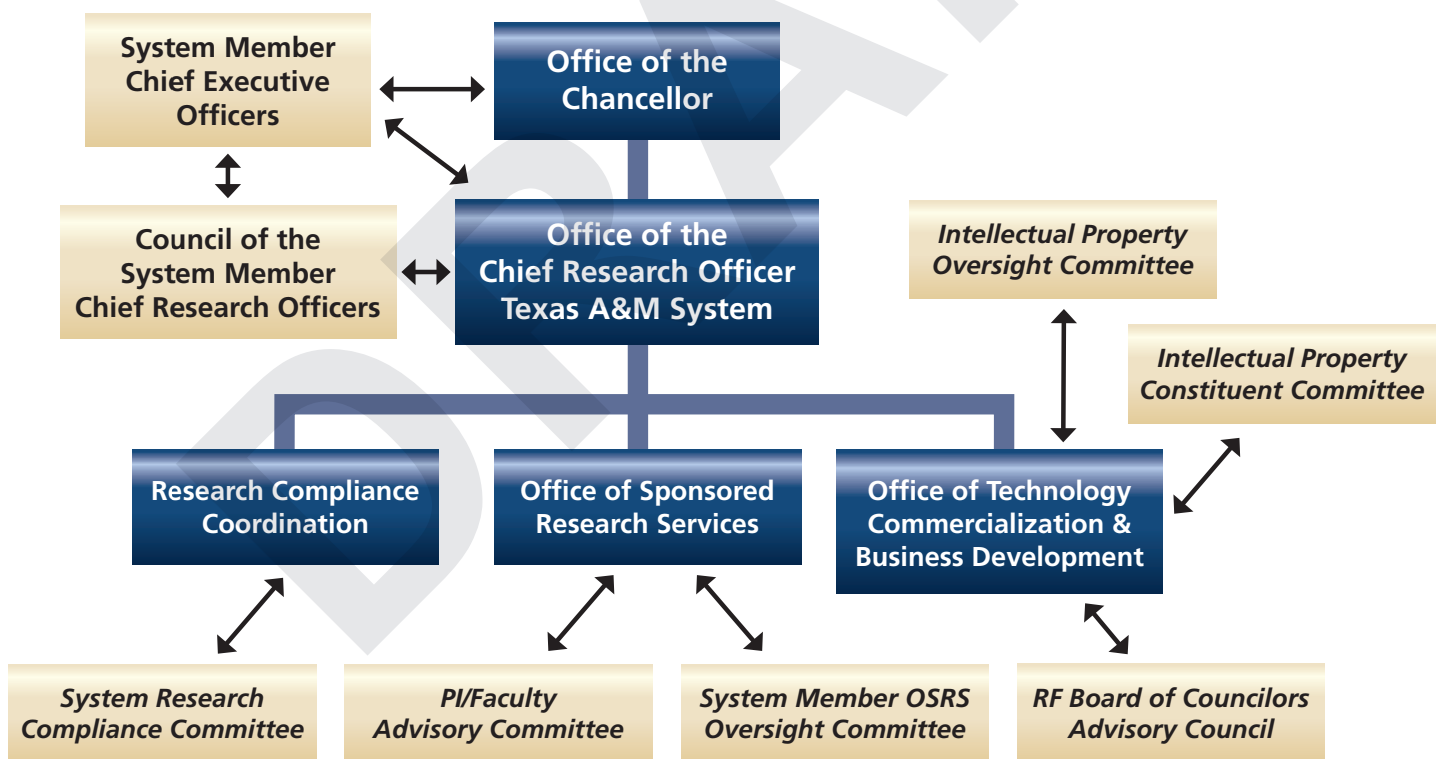 System Member
Chief Executive
Officers
Office of the
Chancellor
Council of the
System Member
Chief Research Officers
Office of the
Chief Research Officer
Texas A&M System
Intellectual Property
Oversight Committee
Intellectual Property
Constituent Committee
Research Compliance
Coordination
Office of Sponsored
Research Services
Office of Technology
Commercialization &
Business Development
System Research
Compliance Committee
PI/Faculty
Advisory Committee
System Member OSRS
Oversight Committee
RF Board of Councilors
Advisory Council